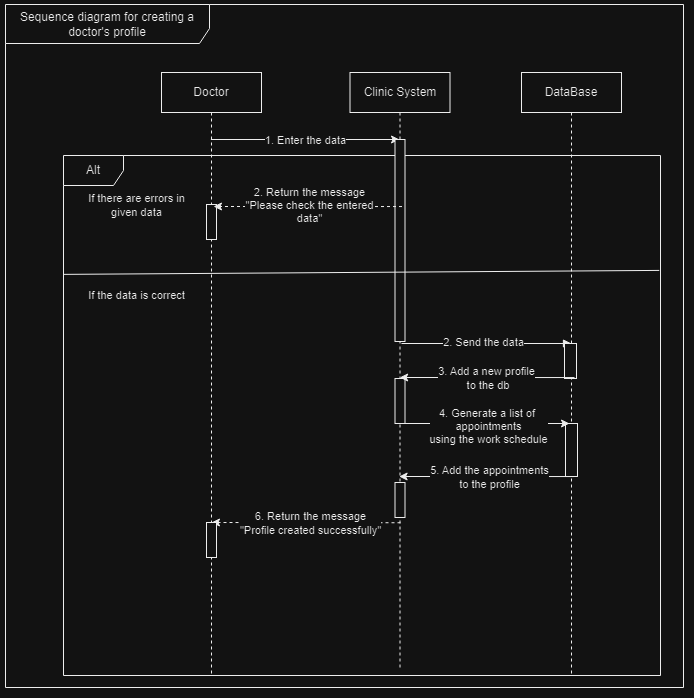 Sequence diagram for creating a
doctor's profile
Doctor
Clinic System
DataBase
1. Enter the data
Alt
If there are errors in
given data
2. Return the message
"Please check the entered
data"
If the data is correct
2. Send the data
3. Add a new profile
to the db
4. Generate a list of
appointments
using the work schedule
5. Add the appointments
to the profile
6. Return the message
"Profile created successfully"